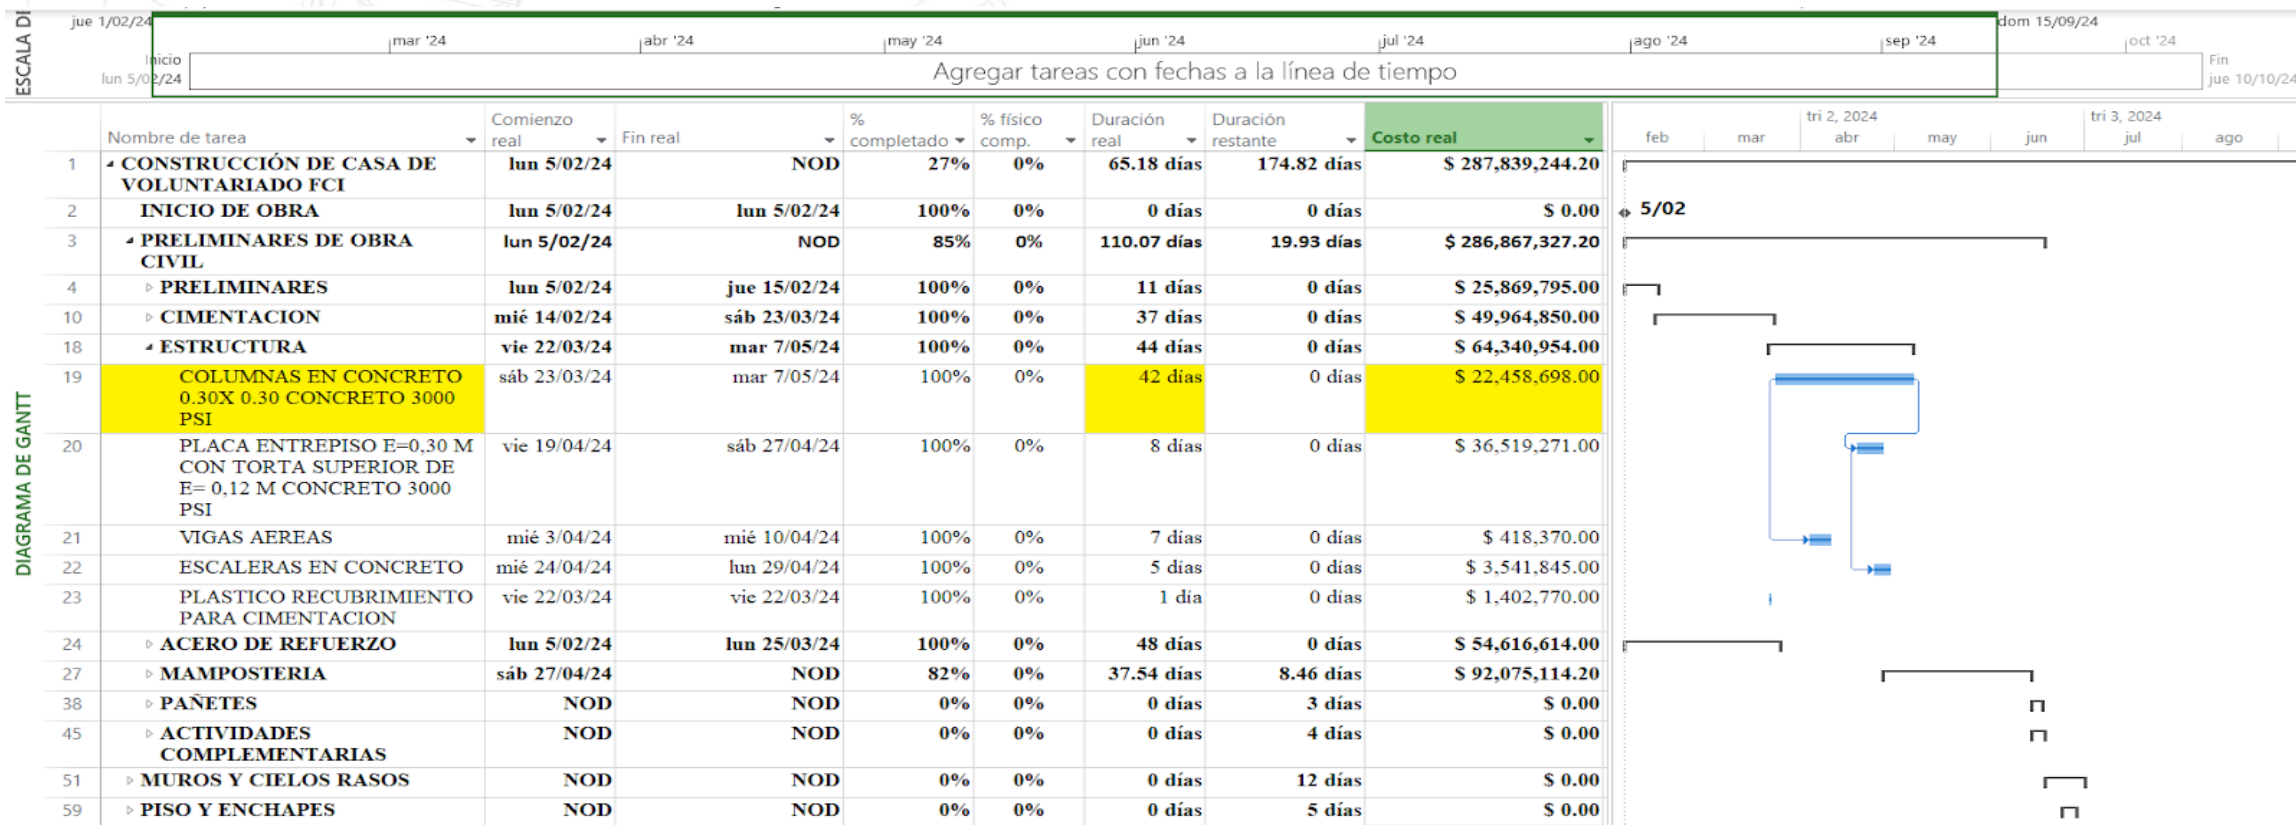 ESCALA DE
jue 1/02/24
dom 15/09/24
mar '24 abr '24 may '24 jun '24 jul '24 ago '24 sep '24 oct '24
Inicio
lun 5/02/24
Agregar tareas con fechas a la línea de tiempo
Fin
jue 10/10/24
DIAGRAMA DE GANTT
Nombre de tarea Comienzo real Fin real % completado % físico comp. Duración real Duración restante Costo real
tri 2, 2024 tri 3, 2024
feb mar abr may jun jul ago
1 CONSTRUCCIÓN DE CASA DE lun 5/02/24 NOD 27% 0% 65.18 días 174.82 días $ 287,839,244.20
VOLUNTARIADO FCI
2 INICIO DE OBRA lun 5/02/24 lun 5/02/24 100% 0% 0 días 0 días $ 0.00 5/02
3 PRELIMINARES DE OBRA lun 5/02/24 NOD 85% 0% 110.07 días 19.93 días $ 286,867,327.20
CIVIL
4 PRELIMINARES lun 5/02/24 jue 15/02/24 100% 0% 11 días 0 días $ 25,869,795.00
10 CIMENTACION mié 14/02/24 sáb 23/03/24 100% 0% 37 días 0 días $ 49,964,850.00
18 ESTRUCTURA vie 22/03/24 mar 7/05/24 100% 0% 44 días 0 días $ 64,340,954.00
19 COLUMNAS EN CONCRETO sáb 23/03/24 mar 7/05/24 100% 0% 42 días 0 días $ 22,458,698.00
0.30X 0.30 CONCRETO 3000
PSI
20 PLACA ENTREPISO E=0,30 M vie 19/04/24 sáb 27/04/24 100% 0% 8 días 0 días $ 36,519,271.00
CON TORTA SUPERIOR DE
E= 0,12 M CONCRETO 3000
PSI
21 VIGAS AEREAS mié 3/04/24 mié 10/04/24 100% 0% 7 días 0 días $ 418,370.00
22 ESCALERAS EN CONCRETO mié 24/04/24 lun 29/04/24 100% 0% 5 días 0 días $ 3,541,845.00
23 PLASTICO RECUBRIMIENTO vie 22/03/24 vie 22/03/24 100% 0% 1 día 0 días $ 1,402,770.00
PARA CIMENTACION
24 ACERO DE REFUERZO lun 5/02/24 lun 25/03/24 100% 0% 48 días 0 días $ 54,616,614.00
27 MAMPOSTERIA sáb 27/04/24 NOD 82% 0% 37.54 días 8.46 días $ 92,075,114.20
38 PAÑETES NOD NOD 0% 0% 0 días 3 días $ 0.00
45 ACTIVIDADES NOD NOD 0% 0% 0 días 4 días $ 0.00
COMPLEMENTARIAS
51 MUROS Y CIELOS RASOS NOD NOD 0% 0% 0 días 12 días $ 0.00
59 PISO Y ENCHAPES NOD NOD 0% 0% 0 días 5 días $ 0.00